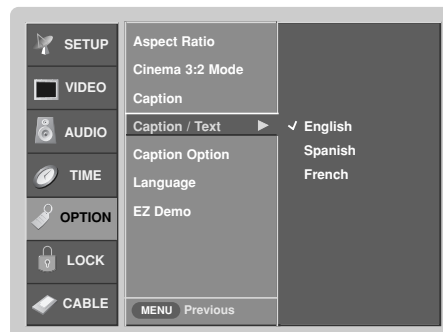 SETUP
VIDEO
AUDIO
TIME
OPTION
LOCK
CABLE
Aspect Ratio
Cinema 3:2 Mode
Caption
Caption / Text
Caption Option
Language
EZ Demo
MENU Previous
English
Spanish
French